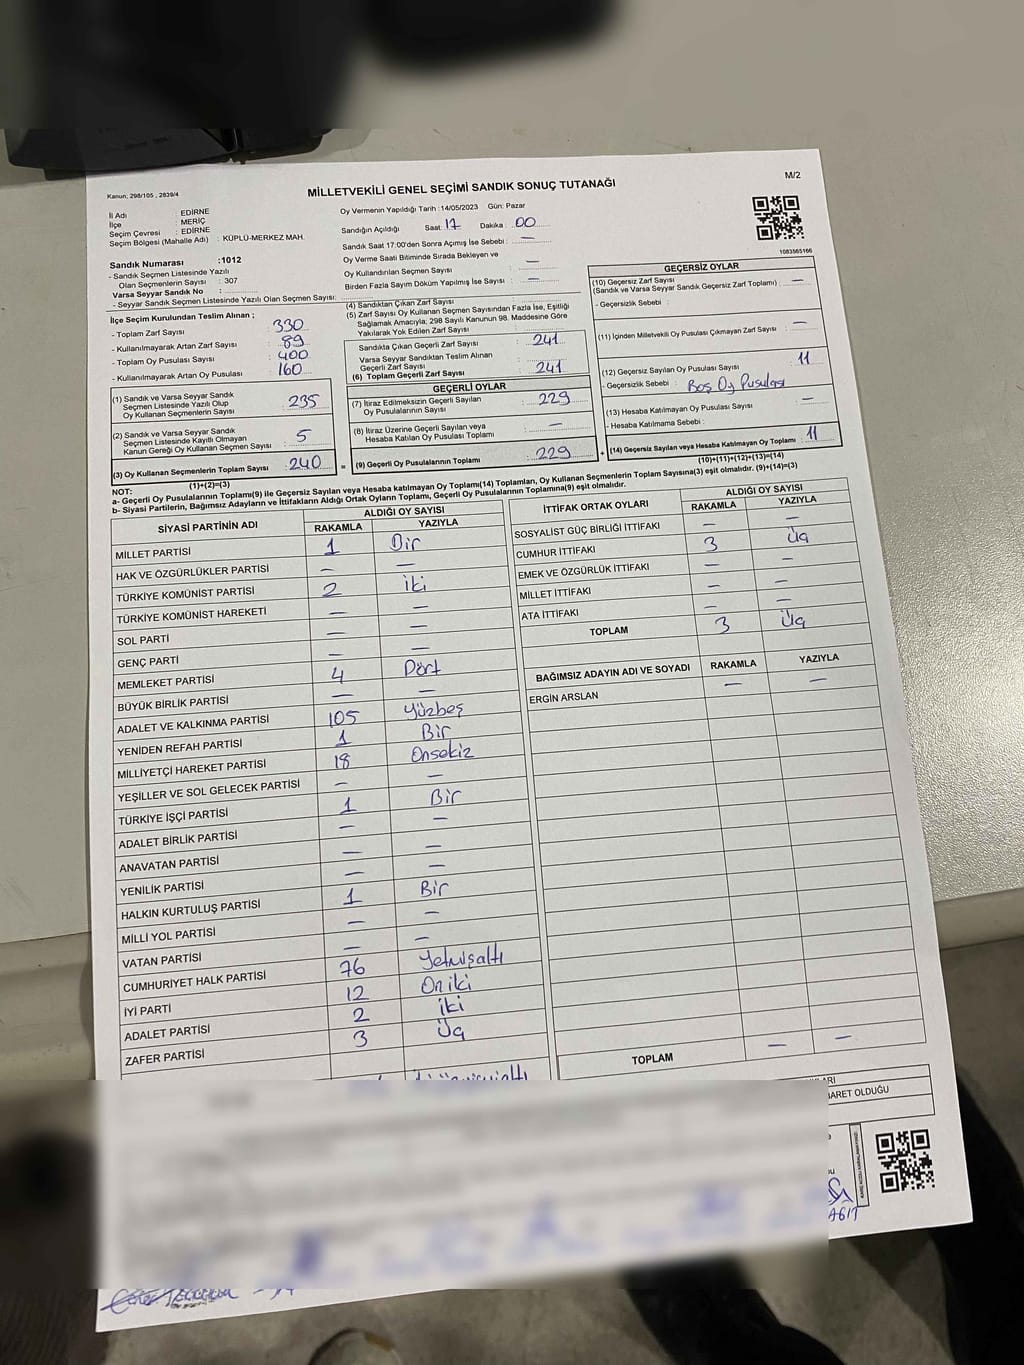 Kanun; 298/105 , 2839/4
MİLLETVEKİLİ GENEL SEÇİMİ SANDIK SONUÇ TUTANAĞI
M/2
İl Adı : EDİRNE
İlçe : MERİÇ
Seçim Çevresi : EDİRNE
Seçim Bölgesi (Mahalle Adı) : KÜPLÜ-MERKEZ MAH.
Sandık Numarası :1012
- Sandık Seçmen Listesinde Yazılı
Olan Seçmenlerin Sayısı : 307
Varsa Seyyar Sandık No :
- Seyyar Sandık Seçmen Listesinde Yazılı Olan Seçmen Sayısı:
Oy Vermenin Yapıldığı Tarih :14/05/2023 Gün: Pazar
Sandığın Açıldığı Saat: 17 Dakika : 00
Sandık Saat 17:00'den Sonra Açımış İse Sebebi : —
Oy Verme Saati Bitiminde Sırada Bekleyen ve
Oy Kullandırılan Seçmen Sayısı : —
Birden Fazla Sayım Döküm Yapılmış İse Sayısı : —
1083565166
İlçe Seçim Kurulundan Teslim Alınan ;
- Toplam Zarf Sayısı : 330
- Kullanılmayarak Artan Zarf Sayısı : 89
- Toplam Oy Pusulası Sayısı : 400
- Kullanılmayarak Artan Oy Pusulası : 160
(1) Sandık ve Varsa Seyyar Sandık
Seçmen Listesinde Yazılı Olup
Oy Kullanan Seçmenlerin Sayısı : 235
(2) Sandık ve Varsa Seyyar Sandık
Seçmen Listesinde Kayıtlı Olmayan
Kanun Gereği Oy Kullanan Seçmen Sayısı : 5
(3) Oy Kullanan Seçmenlerin Toplam Sayısı : 240
(1)+(2)=(3)
(4) Sandıktan Çıkan Zarf Sayısı :
(5) Zarf Sayısı Oy Kullanan Seçmen Sayısından Fazla İse, Eşitliği
Sağlamak Amacıyla, 298 Sayılı Kanunun 98. Maddesine Göre
Yakılarak Yok Edilen Zarf Sayısı :
Sandıkta Çıkan Geçerli Zarf Sayısı : 241
Varsa Seyyar Sandıktan Teslim Alınan
Geçerli Zarf Sayısı :
(6) Toplam Geçerli Zarf Sayısı : 241
GEÇERLİ OYLAR
(7) İtiraz Edilmeksizin Geçerli Sayılan
Oy Pusulalarının Sayısı : 229
(8) İtiraz Üzerine Geçerli Sayılan veya
Hesaba Katılan Oy Pusulası Toplamı : —
= (9) Geçerli Oy Pusulalarının Toplamı : 229
GEÇERSİZ OYLAR
(10) Geçersiz Zarf Sayısı
(Sandık ve Varsa Seyyar Sandık Geçersiz Zarf Toplamı) : —
- Geçersizlik Sebebi :
(11) İçinden Milletvekili Oy Pusulası Çıkmayan Zarf Sayısı : —
(12) Geçersiz Sayılan Oy Pusulası Sayısı : 11
- Geçersizlik Sebebi : Boş Oy Pusulası
(13) Hesaba Katılmayan Oy Pusulası Sayısı : —
- Hesaba Katılmama Sebebi :
+ (14) Geçersiz Sayılan veya Hesaba Katılmayan Oy Toplamı : 11
(10)+(11)+(12)+(13)=(14)
NOT:
a- Geçerli Oy Pusulalarının Toplamı(9) ile Geçersiz Sayılan veya Hesaba katılmayan Oy Toplamı(14) Toplamları, Oy Kullanan Seçmenlerin Toplam Sayısına(3) eşit olmalıdır. (9)+(14)=(3)
b- Siyasi Partilerin, Bağımsız Adayların ve İttifakların Aldığı Ortak Oyların Toplamı, Geçerli Oy Pusulalarının Toplamına(9) eşit olmalıdır.
SİYASİ PARTİNİN ADI ALDIĞI OY SAYISI
RAKAMLA YAZIYLA
MİLLET PARTİSİ 1 Bir
HAK VE ÖZGÜRLÜKLER PARTİSİ — —
TÜRKİYE KOMÜNİST PARTİSİ 2 İki
TÜRKİYE KOMÜNİST HAREKETİ — —
SOL PARTİ — —
GENÇ PARTİ — —
MEMLEKET PARTİSİ 4 Dört
BÜYÜK BİRLİK PARTİSİ — —
ADALET VE KALKINMA PARTİSİ 105 Yüzbeş
YENİDEN REFAH PARTİSİ 1 Bir
MİLLİYETÇİ HAREKET PARTİSİ 18 Onsekiz
YEŞİLLER VE SOL GELECEK PARTİSİ — —
TÜRKİYE İŞÇİ PARTİSİ 1 Bir
ADALET BİRLİK PARTİSİ — —
ANAVATAN PARTİSİ — —
YENİLİK PARTİSİ — —
HALKIN KURTULUŞ PARTİSİ 1 Bir
MİLLİ YOL PARTİSİ — —
VATAN PARTİSİ — —
CUMHURİYET HALK PARTİSİ 76 Yetmişaltı
İYİ PARTİ 12 Oniki
ADALET PARTİSİ 2 İki
ZAFER PARTİSİ 3 Üç
İTTİFAK ORTAK OYLARI ALDIĞI OY SAYISI
RAKAMLA YAZIYLA
SOSYALİST GÜÇ BİRLİĞİ İTTİFAKI — —
CUMHUR İTTİFAKI 3 Üç
EMEK VE ÖZGÜRLÜK İTTİFAKI — —
MİLLET İTTİFAKI — —
ATA İTTİFAKI — —
TOPLAM 3 Üç
BAĞIMSIZ ADAYIN ADI VE SOYADI RAKAMLA YAZIYLA
ERGİN ARSLAN — —
TOPLAM — —
BARET OLDUĞU